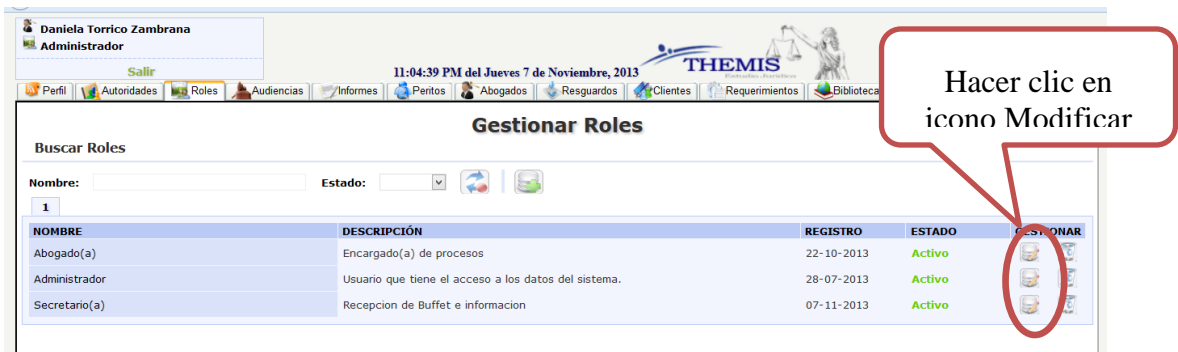 Daniela Torrico Zambrana
Administrador
Salir
11:04:39 PM del Jueves 7 de Noviembre, 2013
THEMIS
Estudios Jurídicos
Perfil Autoridades Roles Audiencias Informes Peritos Abogados Resguardos Clientes Requerimientos Biblioteca
Hacer clic en
icono Modificar
Gestionar Roles
Buscar Roles
Nombre: Estado:
1
NOMBRE DESCRIPCIÓN REGISTRO ESTADO GESTIONAR
Abogado(a) Encargado(a) de procesos 22-10-2013 Activo
Administrador Usuario que tiene el acceso a los datos del sistema. 28-07-2013 Activo
Secretario(a) Recepcion de Buffet e informacion 07-11-2013 Activo